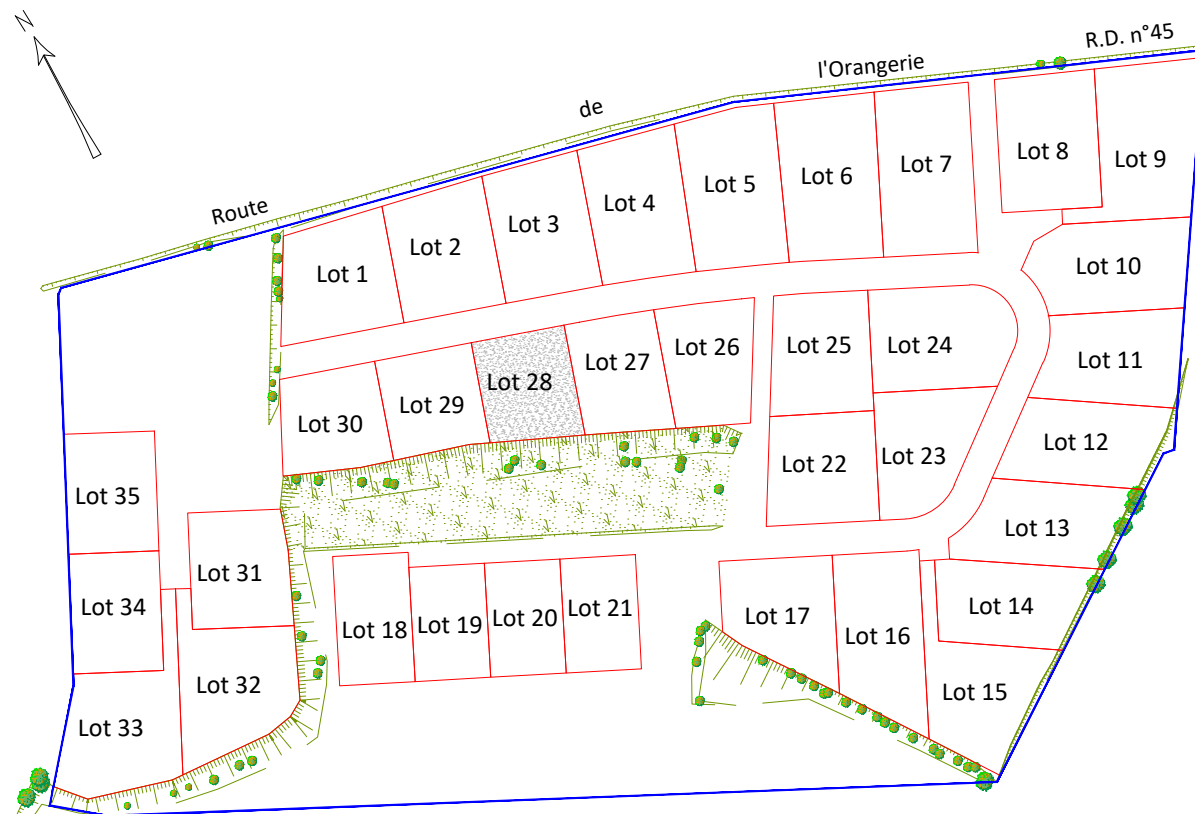 N
R.D. n°45
l'Orangerie
de
Route
Lot 1
Lot 2
Lot 3
Lot 4
Lot 5
Lot 6
Lot 7
Lot 8
Lot 9
Lot 10
Lot 11
Lot 12
Lot 13
Lot 14
Lot 15
Lot 16
Lot 17
Lot 18
Lot 19
Lot 20
Lot 21
Lot 22
Lot 23
Lot 24
Lot 25
Lot 26
Lot 27
Lot 28
Lot 29
Lot 30
Lot 31
Lot 32
Lot 33
Lot 34
Lot 35